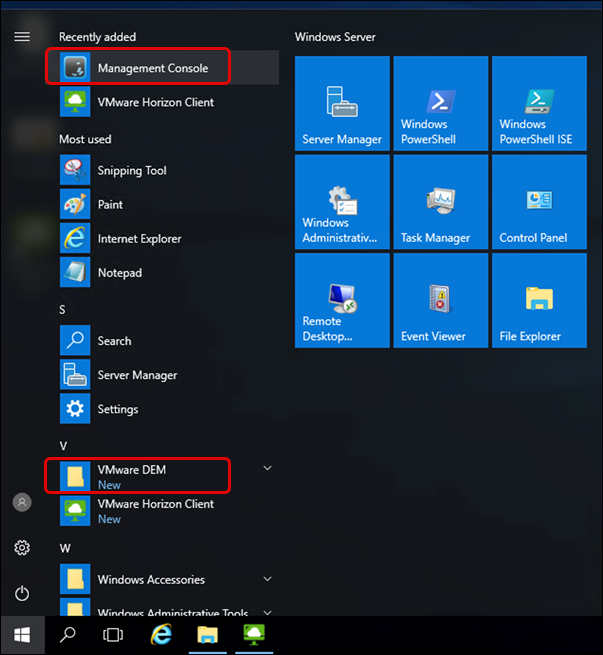 Recently added
Management Console
VMware Horizon Client
Most used
Snipping Tool
Paint
Internet Explorer
Notepad
S
Search
Server Manager
Settings
V
VMware DEM
New
VMware Horizon Client
New
W
Windows Accessories
Windows Administrative Tools
Windows Server
Server Manager
Windows
PowerShell
Windows
PowerShell ISE
Windows
Administrativ...
Task Manager
Control Panel
Remote
Desktop...
Event Viewer
File Explorer